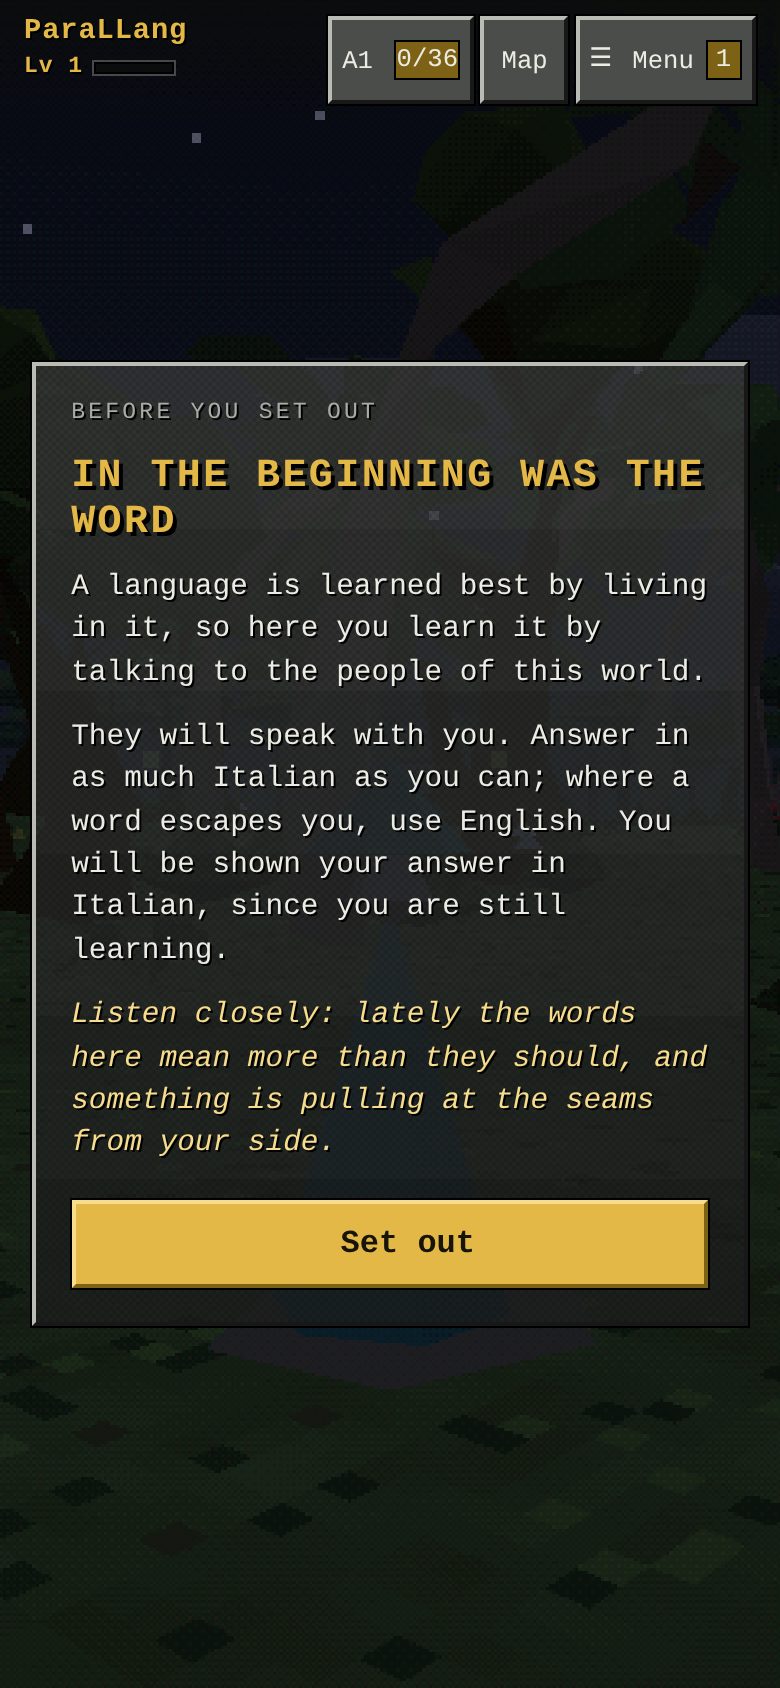 ParaLLang
Lv 1
A1 0/36
Map
☰ Menu 1
BEFORE YOU SET OUT
IN THE BEGINNING WAS THE
WORD
A language is learned best by living
in it, so here you learn it by
talking to the people of this world.
They will speak with you. Answer in
as much Italian as you can; where a
word escapes you, use English. You
will be shown your answer in
Italian, since you are still
learning.
Listen closely: lately the words
here mean more than they should, and
something is pulling at the seams
from your side.
Set out